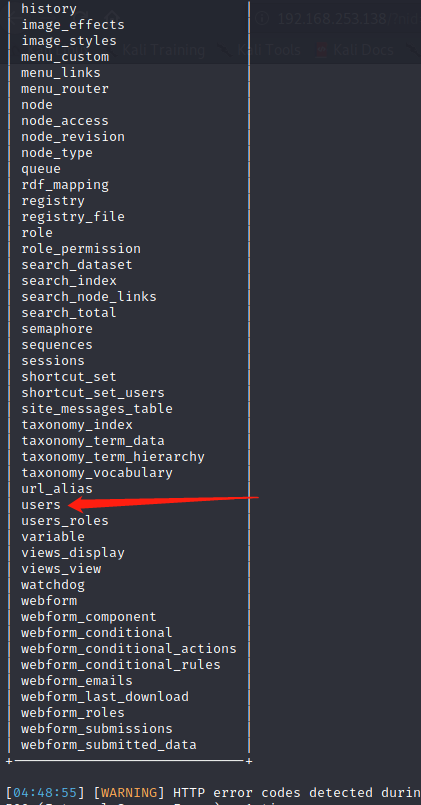 192.168.253.138/
history
image_effects
image_styles
Kali Training Kali Tools Kali Docs
menu_custom
menu_links
menu_router
node
node_access
node_revision
node_type
queue
rdf_mapping
registry
registry_file
role
role_permission
search_dataset
search_index
search_node_links
search_total
semaphore
sequences
sessions
shortcut_set
shortcut_set_users
site_messages_table
taxonomy_index
taxonomy_term_data
taxonomy_term_hierarchy
taxonomy_vocabulary
url_alias
users
users_roles
variable
views_display
views_view
watchdog
webform
webform_component
webform_conditional
webform_conditional_actions
webform_conditional_rules
webform_emails
webform_last_download
webform_roles
webform_submissions
webform_submitted_data
[04:48:55] [WARNING] HTTP error codes detected durin